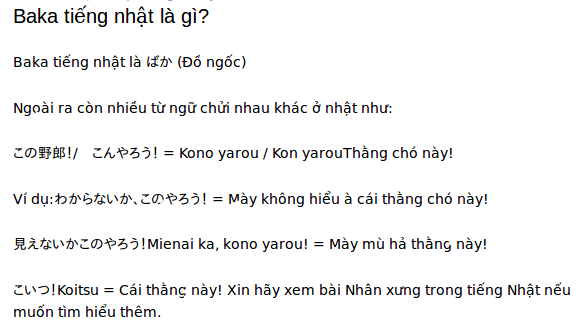 Baka tiếng nhật là gì?
Baka tiếng nhật là ばか (Đồ ngốc)
Ngoài ra còn nhiều từ ngữ chửi nhau khác ở nhật như:
この野郎!/　こんやろう! = Kono yarou / Kon yarouThằng chó này!
Ví dụ:わからないか、このやろう! = Mày không hiểu à cái thằng chó này!
見えないかこのやろう!Mienai ka, kono yarou! = Mày mù hả thằng này!
こいつ!Koitsu = Cái thằng này! Xin hãy xem bài Nhân xưng trong tiếng Nhật nếu
muốn tìm hiểu thêm.